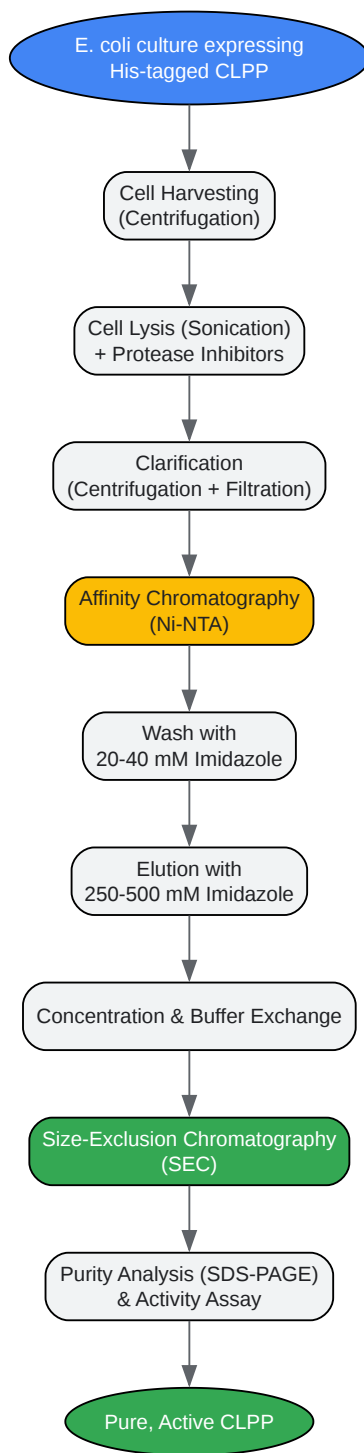 E. coli culture expressing
His-tagged CLPP
Cell Harvesting
(Centrifugation)
Cell Lysis (Sonication)
+ Protease Inhibitors
Clarification
(Centrifugation + Filtration)
Affinity Chromatography
(Ni-NTA)
Wash with
20-40 mM Imidazole
Elution with
250-500 mM Imidazole
Concentration & Buffer Exchange
Size-Exclusion Chromatography
(SEC)
Purity Analysis (SDS-PAGE)
& Activity Assay
Pure, Active CLPP